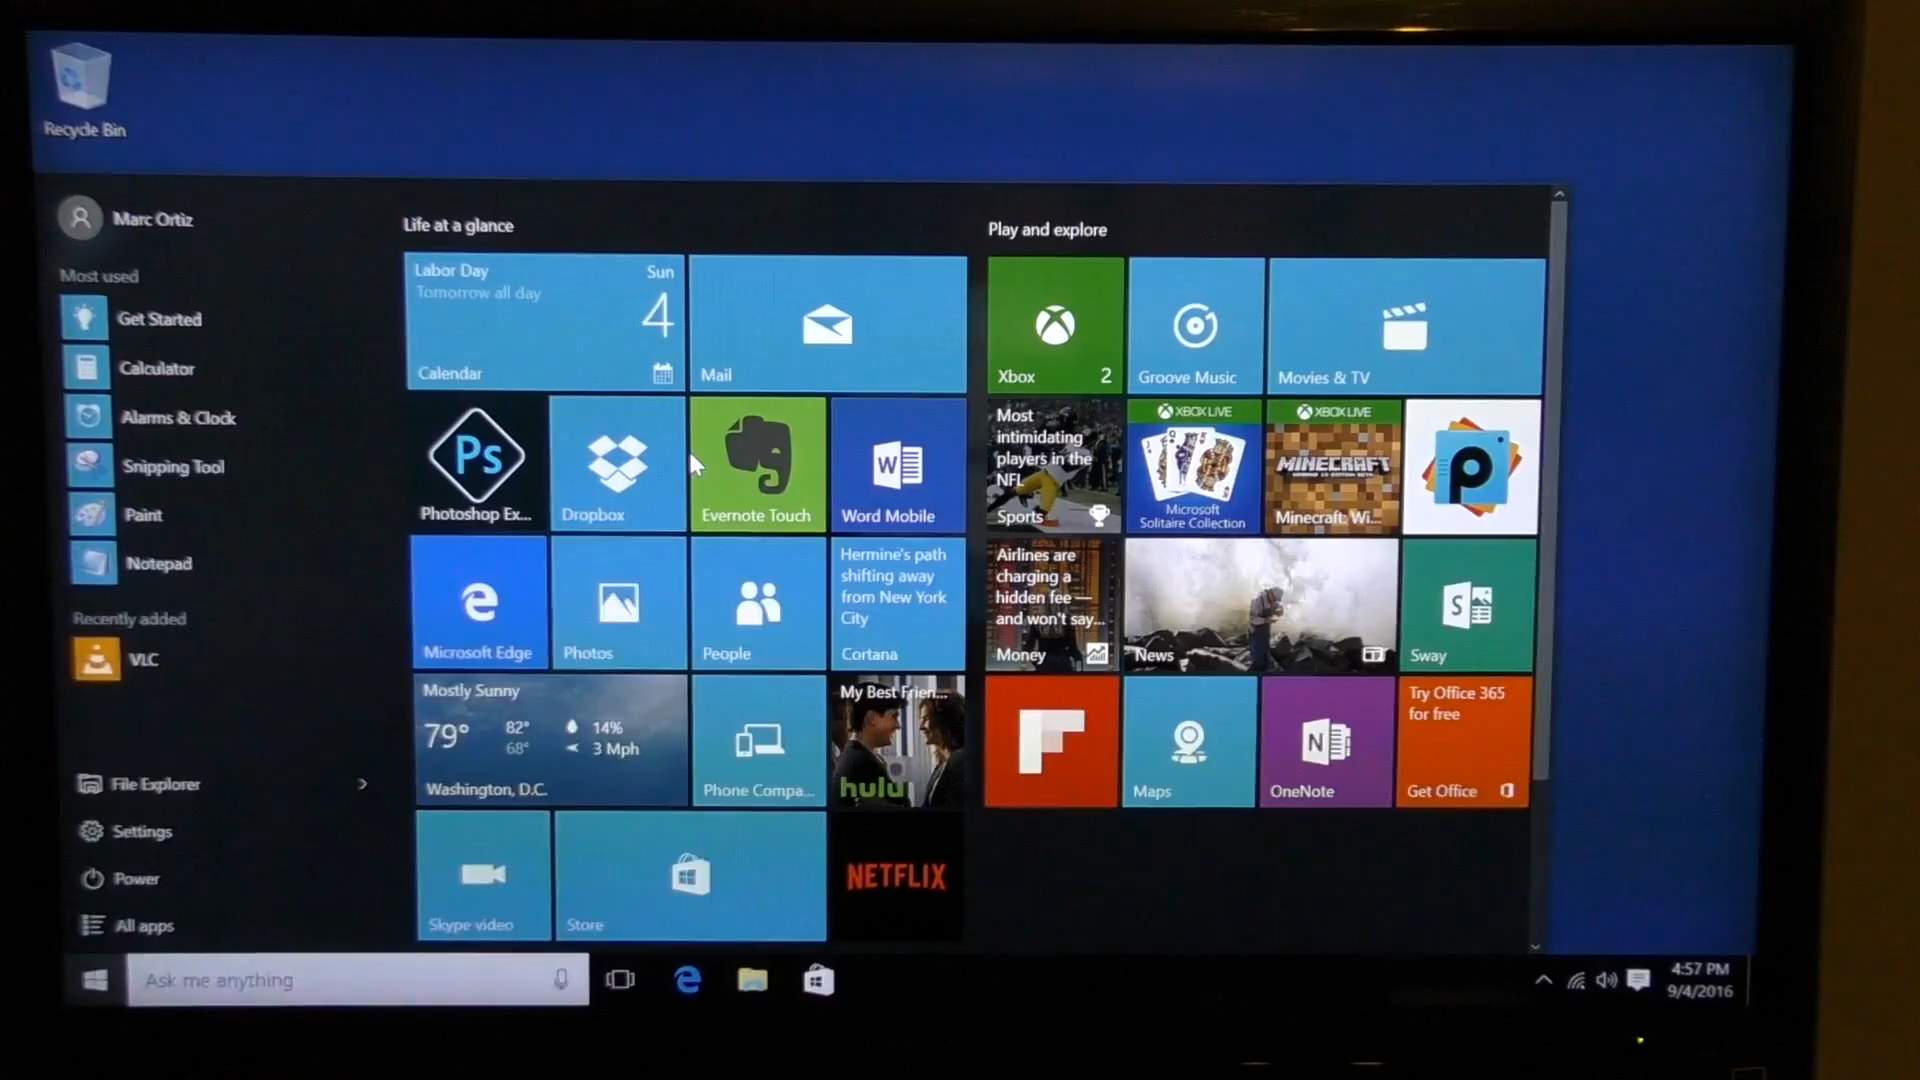 Recycle Bin
Marc Ortiz
Most used
Get Started
Calculator
Alarms & Clock
Snipping Tool
Paint
Notepad
Recently added
VLC
File Explorer
Settings
Power
All apps
Life at a glance
Labor Day
Tomorrow all day
Sun
4
Calendar
Mail
Ps
Photoshop Ex...
Dropbox
Evernote Touch
W
Word Mobile
Microsoft Edge
Photos
People
Hermine's path
shifting away
from New York
City
Cortana
Mostly Sunny
79°
82°
68°
14%
3 Mph
Washington, D.C.
Phone Compa...
My Best Frien...
hulu
Skype video
Store
NETFLIX
Play and explore
Xbox
2
Groove Music
Movies & TV
Most
intimidating
players in the
NFL
Sports
XBOX LIVE
Microsoft
Solitaire Collection
XBOX LIVE
MINECRAFT
Minecraft: Wi...
P
Airlines are
charging a
hidden fee —
and won't say...
Money
News
S
Sway
Maps
N
OneNote
Try Office 365
for free
Get Office
Ask me anything
4:57 PM
9/4/2016